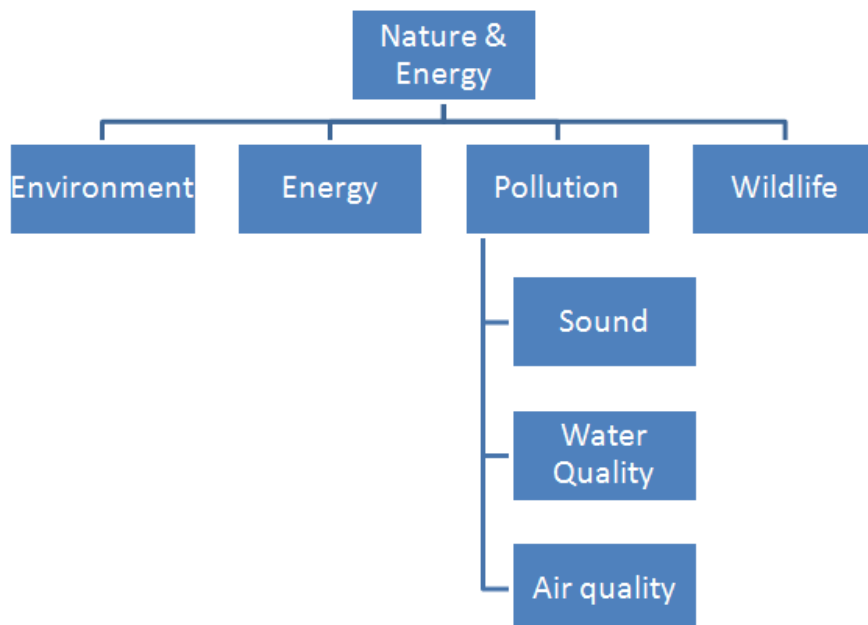 Nature &
Energy
Environment
Energy
Pollution
Wildlife
Sound
Water
Quality
Air quality